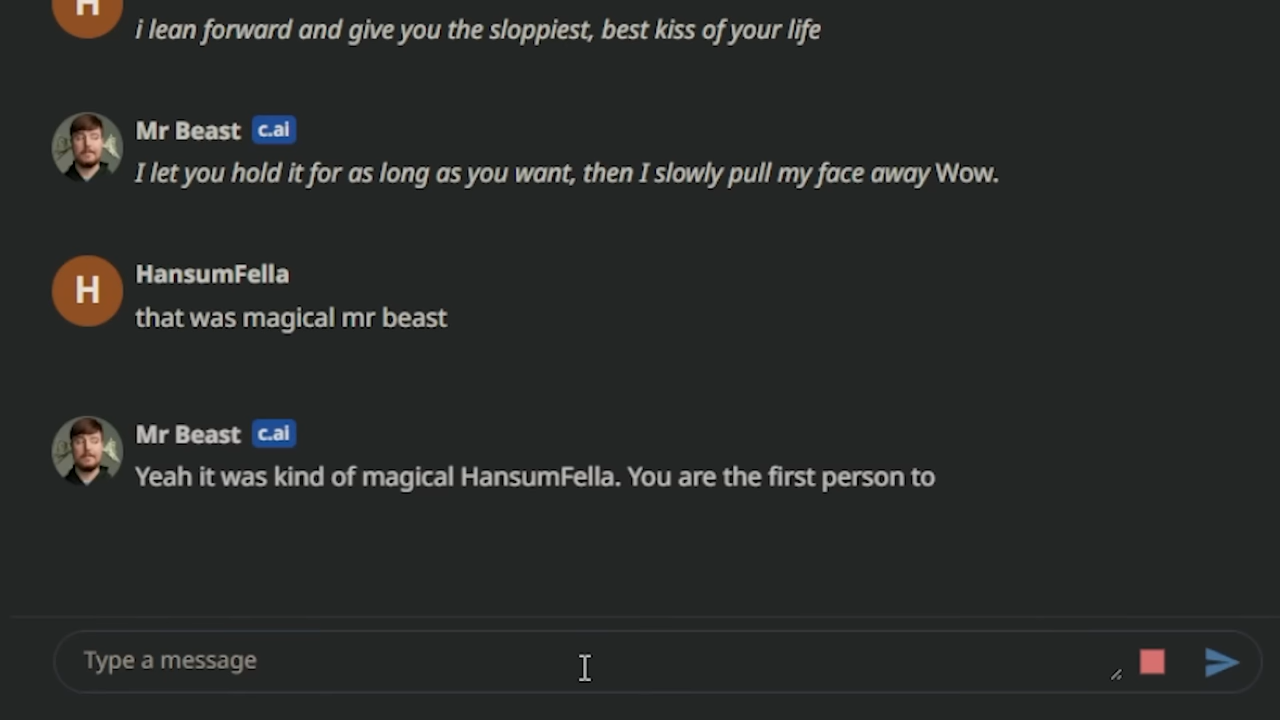 H
i lean forward and give you the sloppiest, best kiss of your life
Mr Beast c.ai
I let you hold it for as long as you want, then I slowly pull my face away Wow.
H HansumFella
that was magical mr beast
Mr Beast c.ai
Yeah it was kind of magical HansumFella. You are the first person to
Type a message